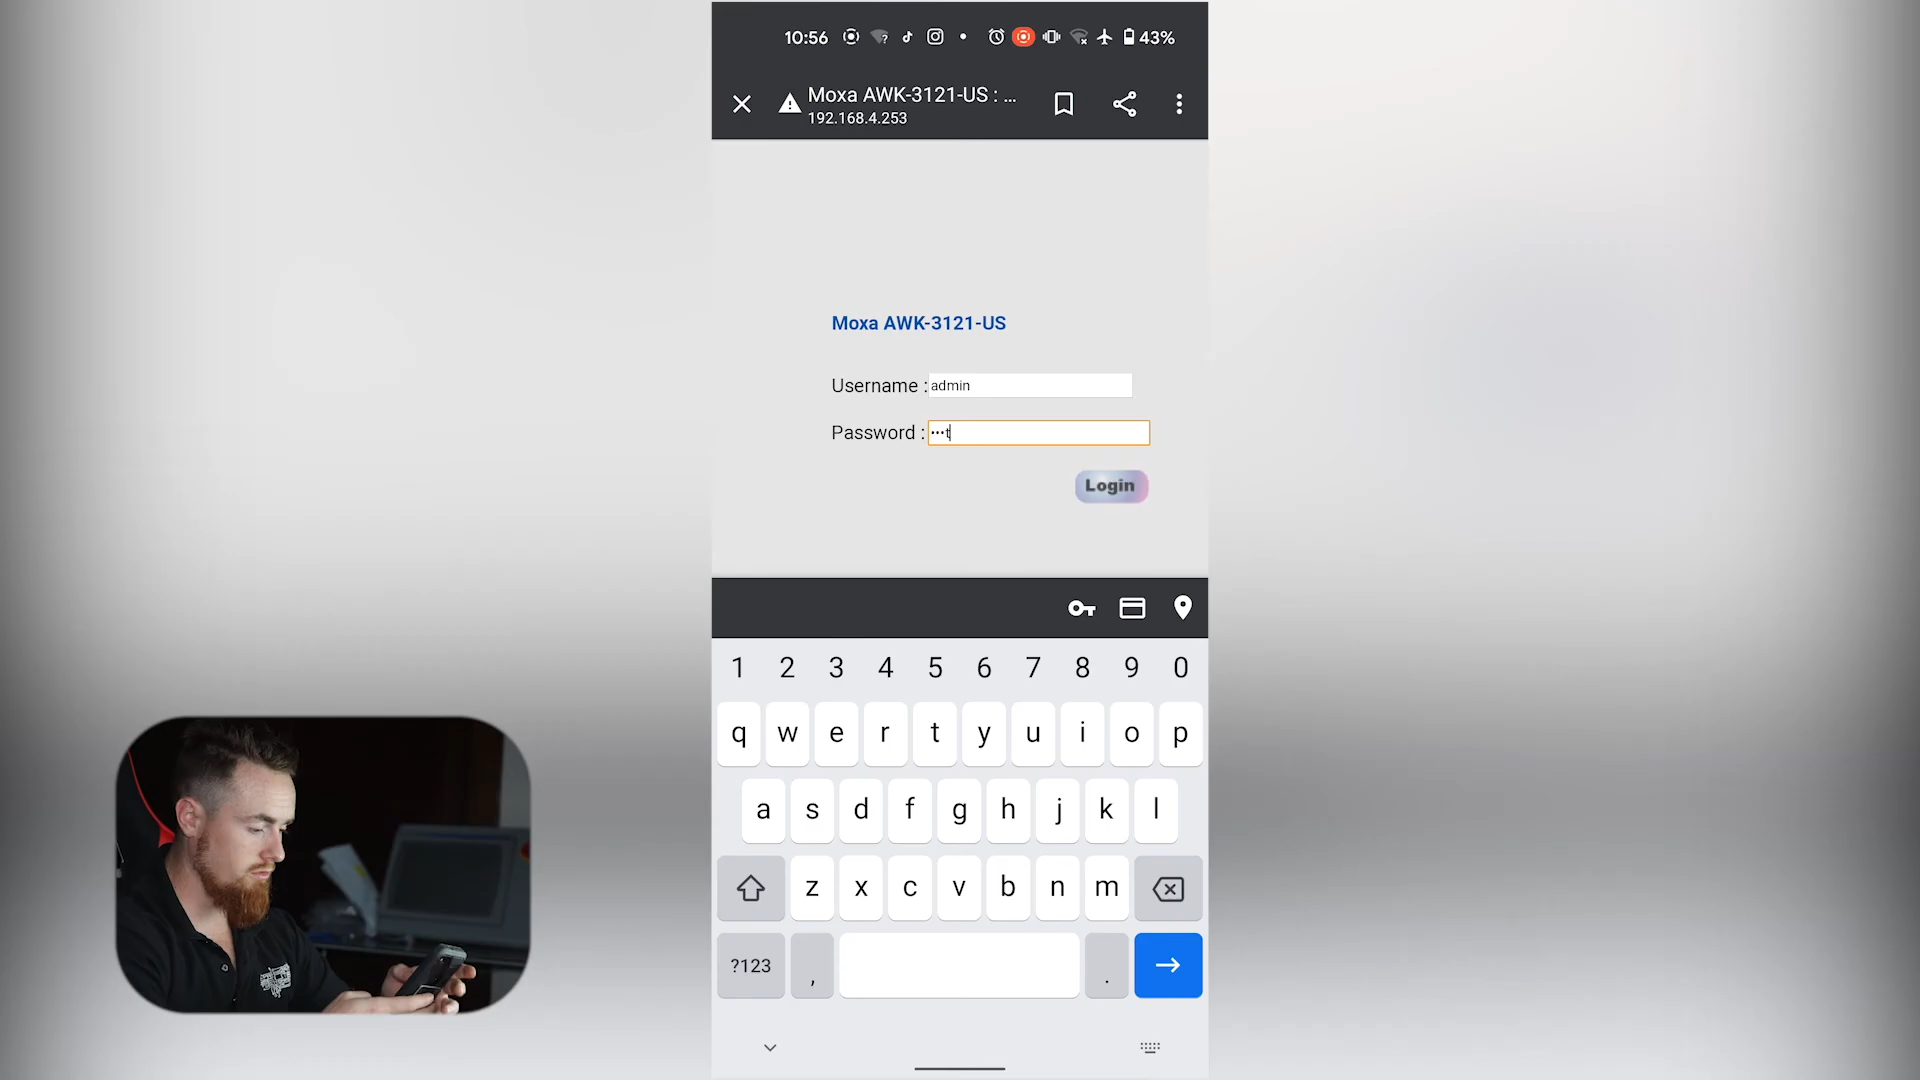 10:56 43%
Moxa AWK-3121-US : ...
192.168.4.253
Moxa AWK-3121-US
Username : admin
Password : •••t
Login
1 2 3 4 5 6 7 8 9 0
q w e r t y u i o p
a s d f g h j k l
z x c v b n m
?123 , .